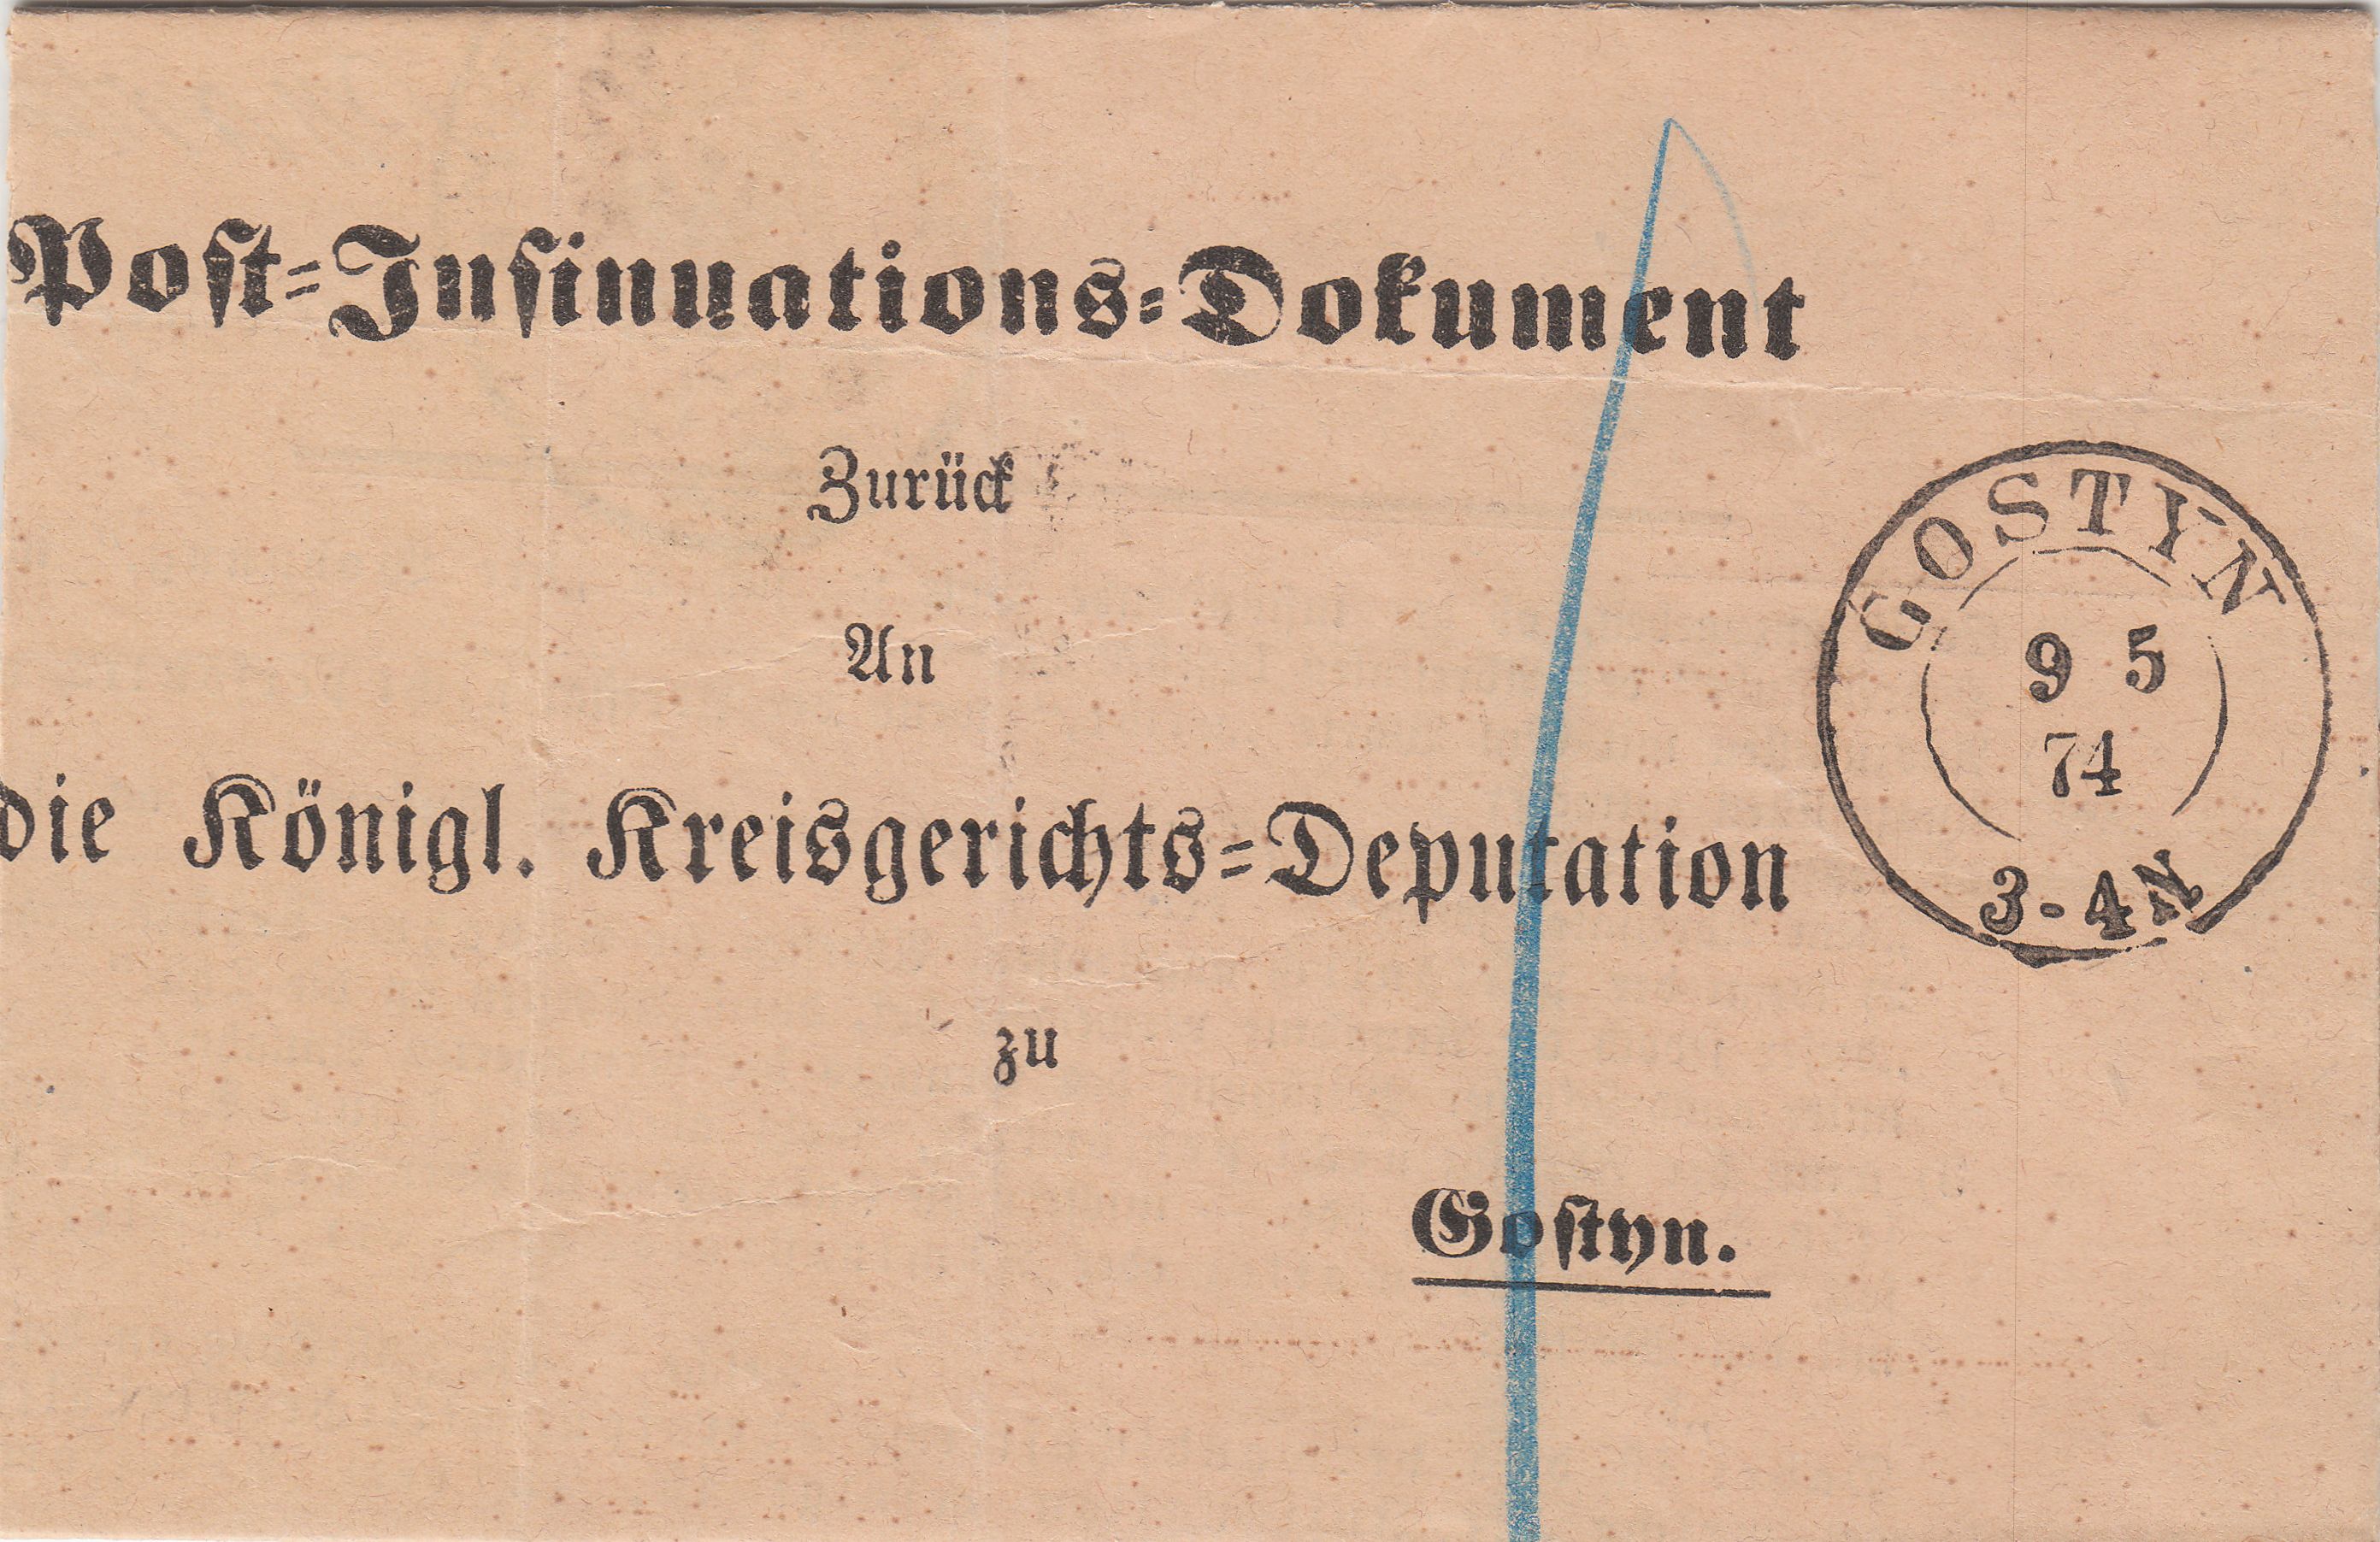 Post-Insinuations-Dokument
Zurück
An
die Königl. Kreisgerichts-Deputation
zu
Gostyn.
GOSTYN
9 5
74
3-4N